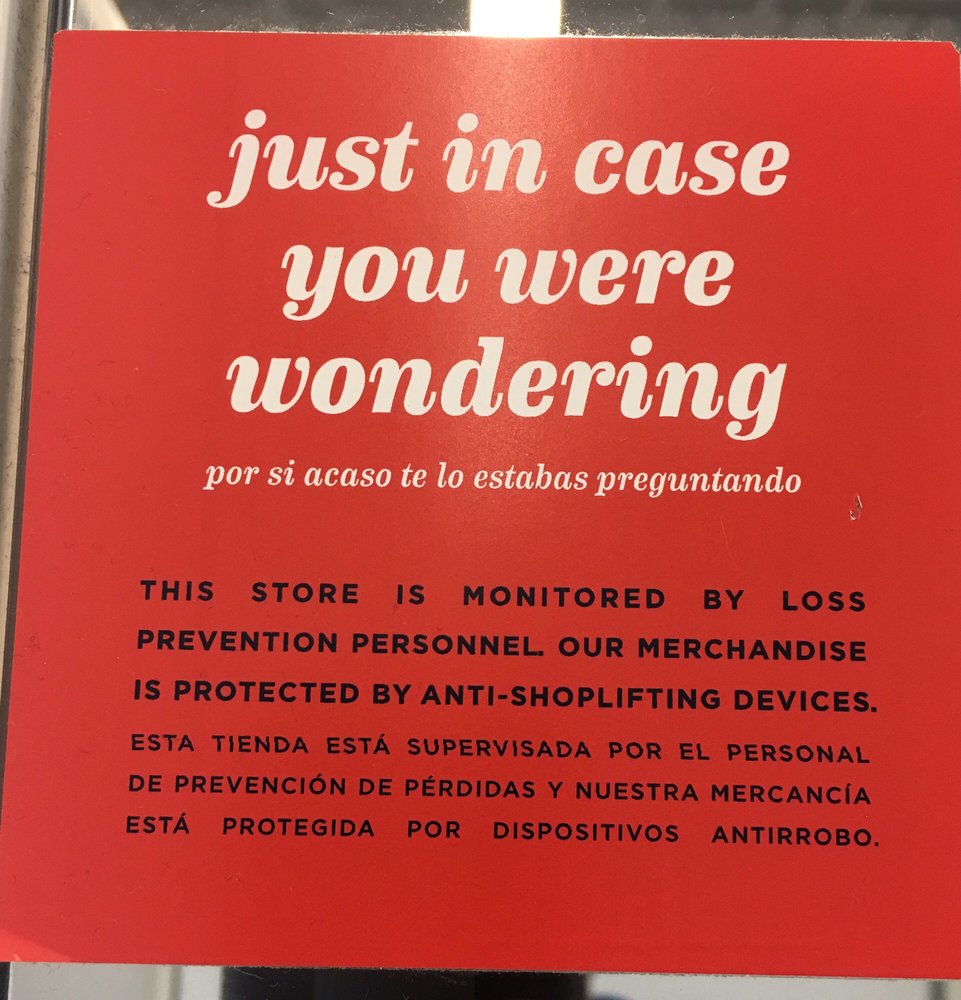 just in case
you were
wondering
por si acaso te lo estabas preguntando
THIS STORE IS MONITORED BY LOSS
PREVENTION PERSONNEL. OUR MERCHANDISE
IS PROTECTED BY ANTI-SHOPLIFTING DEVICES.
ESTA TIENDA ESTÁ SUPERVISADA POR EL PERSONAL
DE PREVENCIÓN DE PÉRDIDAS Y NUESTRA MERCANCÍA
ESTÁ PROTEGIDA POR DISPOSITIVOS ANTIRROBO.